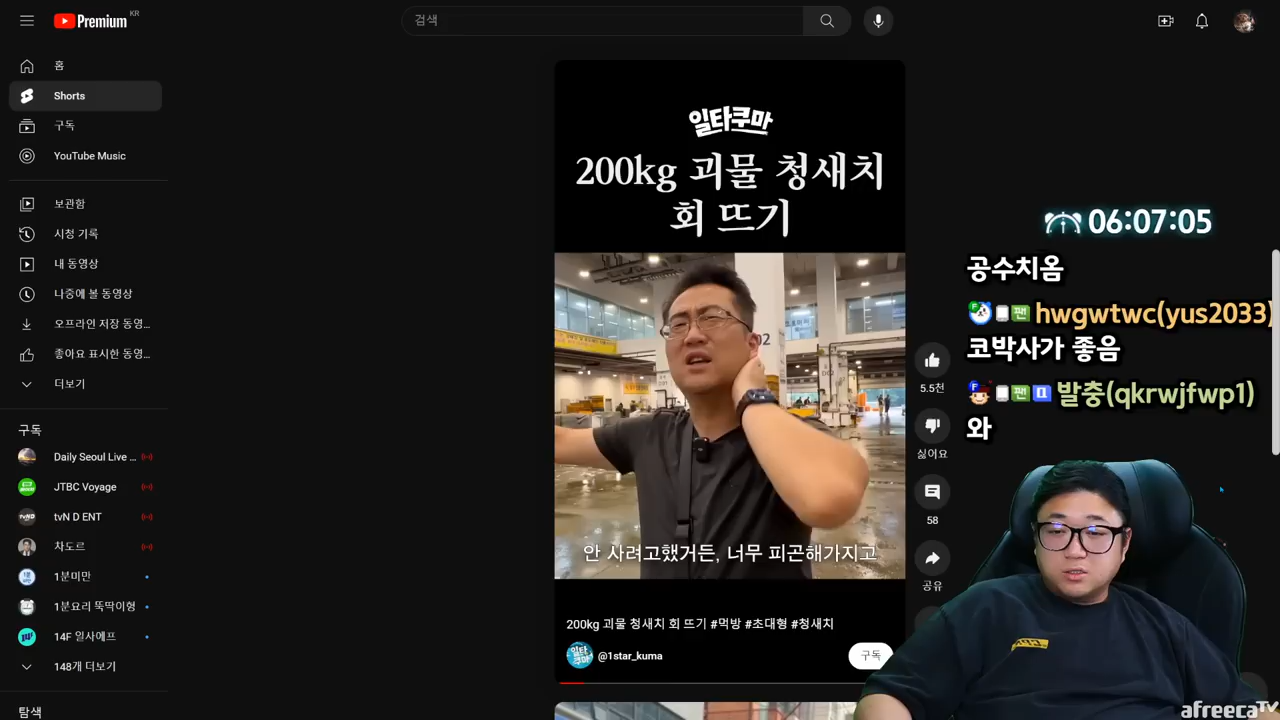 Premium KR
검색
홈
Shorts
구독
YouTube Music
보관함
시청 기록
내 동영상
나중에 볼 동영상
오프라인 저장 동영...
좋아요 표시한 동영...
더보기
구독
Daily Seoul Live ...
JTBC Voyage
tvN D ENT
차도르
1분미만
1분요리 뚝딱이형
14F 일사에프
148개 더보기
탐색
일타쿠마
200kg 괴물 청새치
회 뜨기
안 사려고했거든, 너무 피곤해가지고
200kg 괴물 청새치 회 뜨기 #먹방 #초대형 #청새치
@1star_kuma
구독
5.5천
싫어요
58
공유
06:07:05
공수치옴
팬 hwgwtwc(yus2033)
코박사가 좋음
팬 발충(qkrwjfwp1)
와
afreecaTV